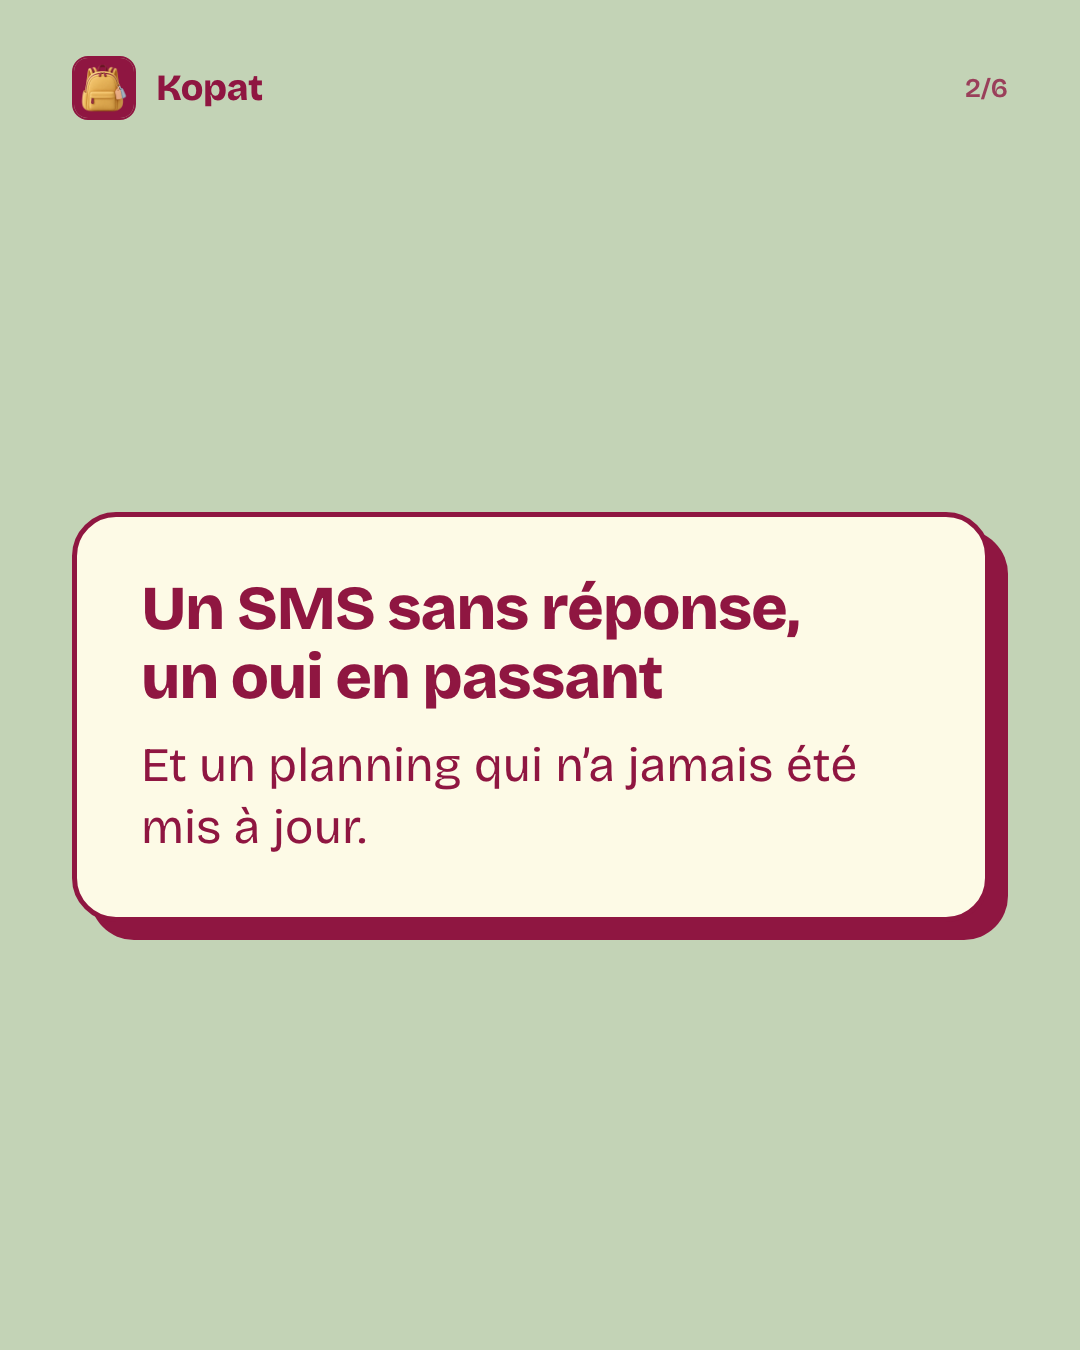 Kopat
2/6
Un SMS sans réponse,
un oui en passant
Et un planning qui n’a jamais été
mis à jour.